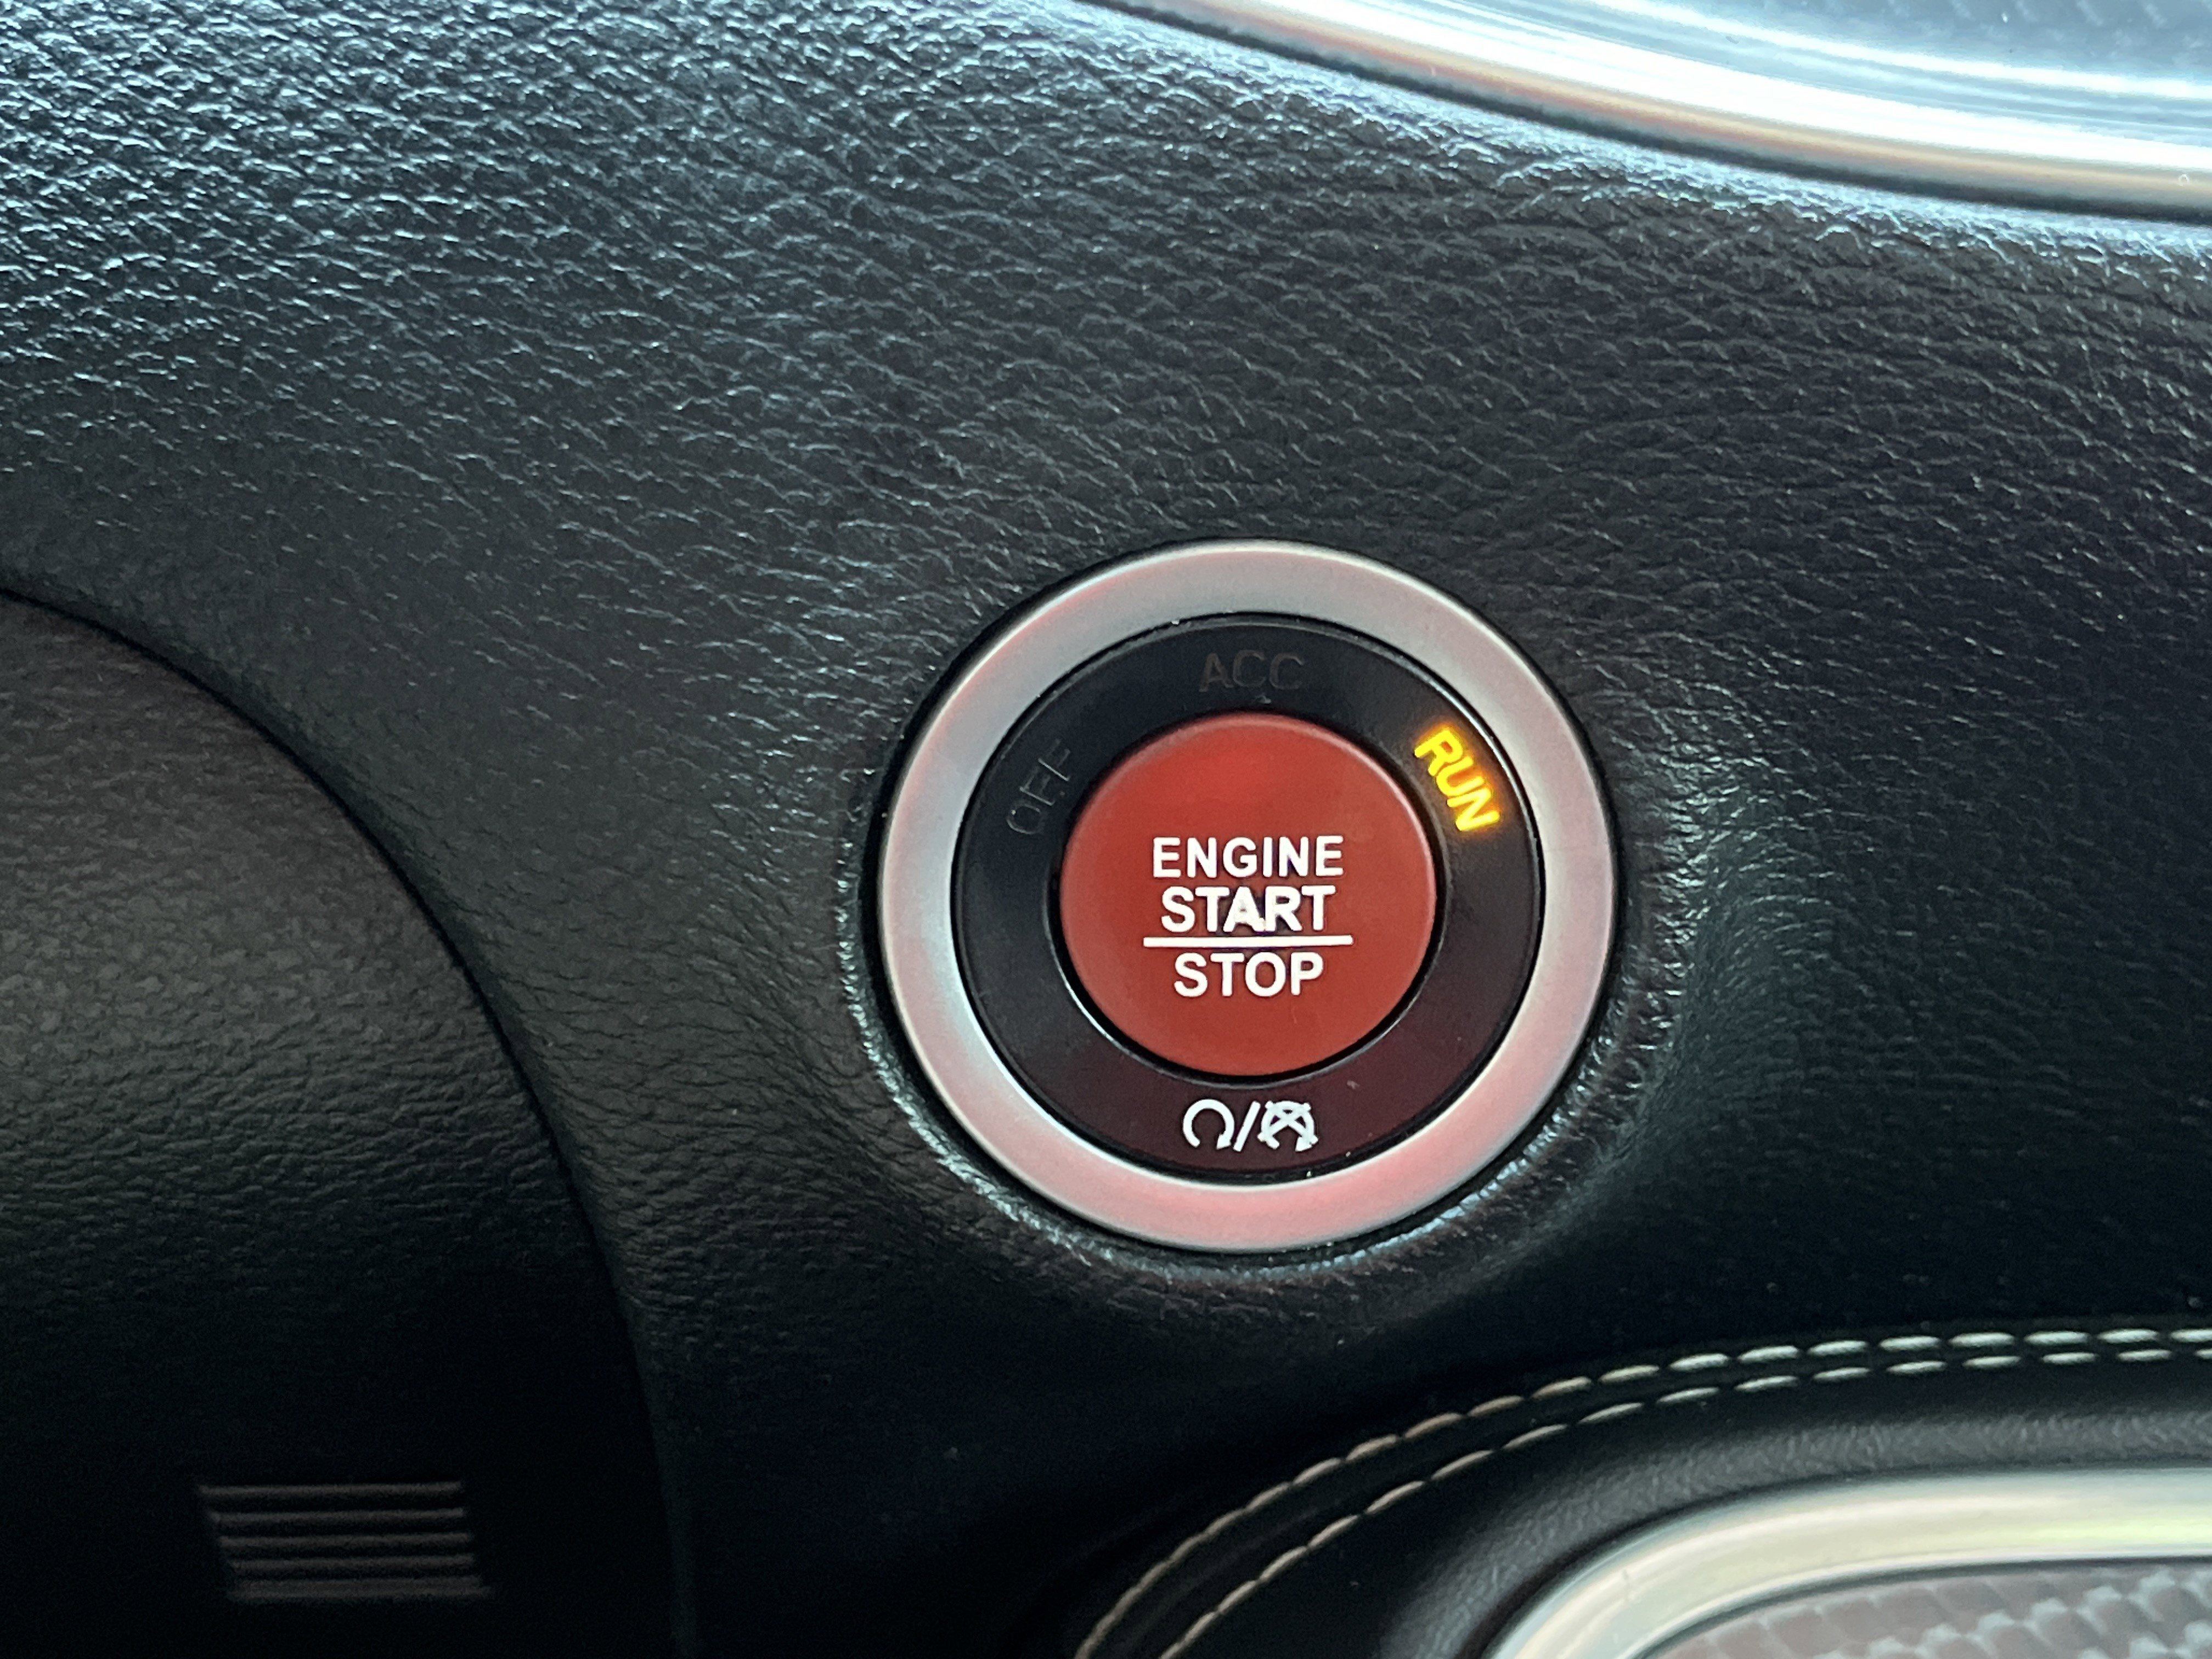 ACC
OFF
RUN
ENGINE
START
STOP